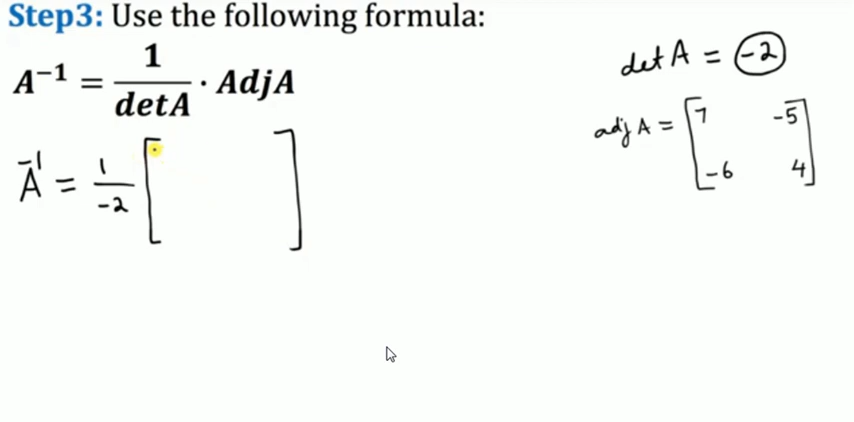 Step3: Use the following formula:
A⁻¹ = 1/detA · AdjA
det A = -2
adj A = [7 -5
-6 4]
A⁻¹ = 1/-2 [ ]